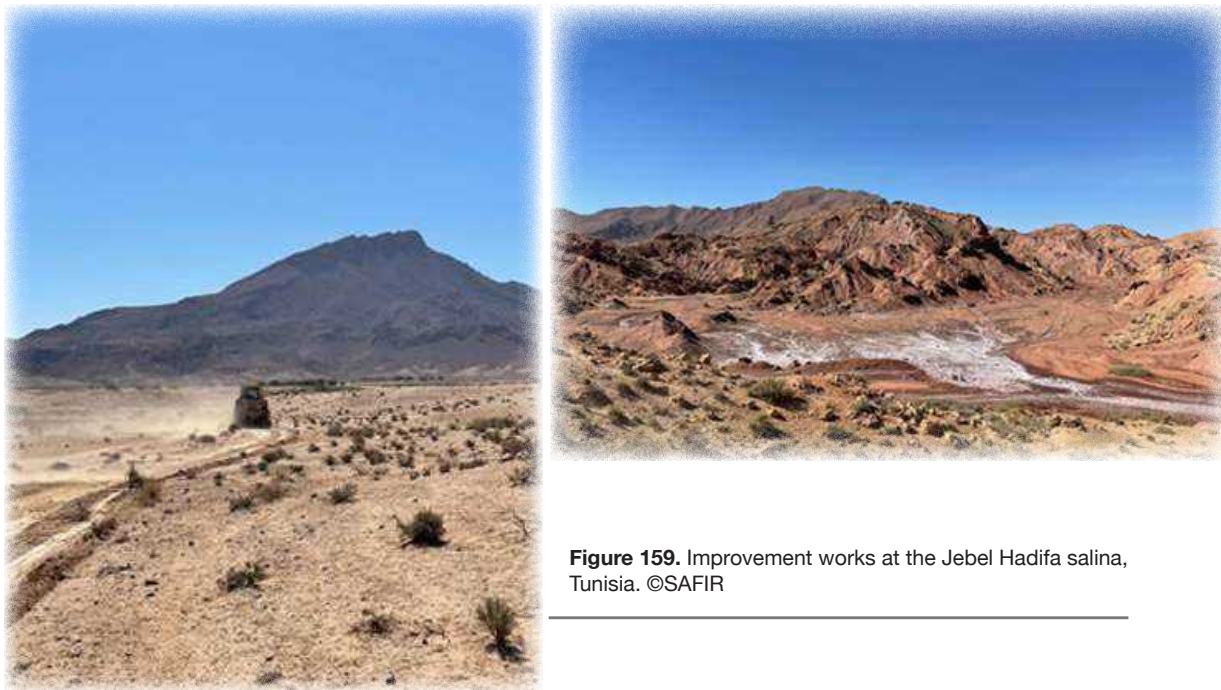 Figure 159. Improvement works at the Jebel Hadifa salina,
Tunisia. ©SAFIR